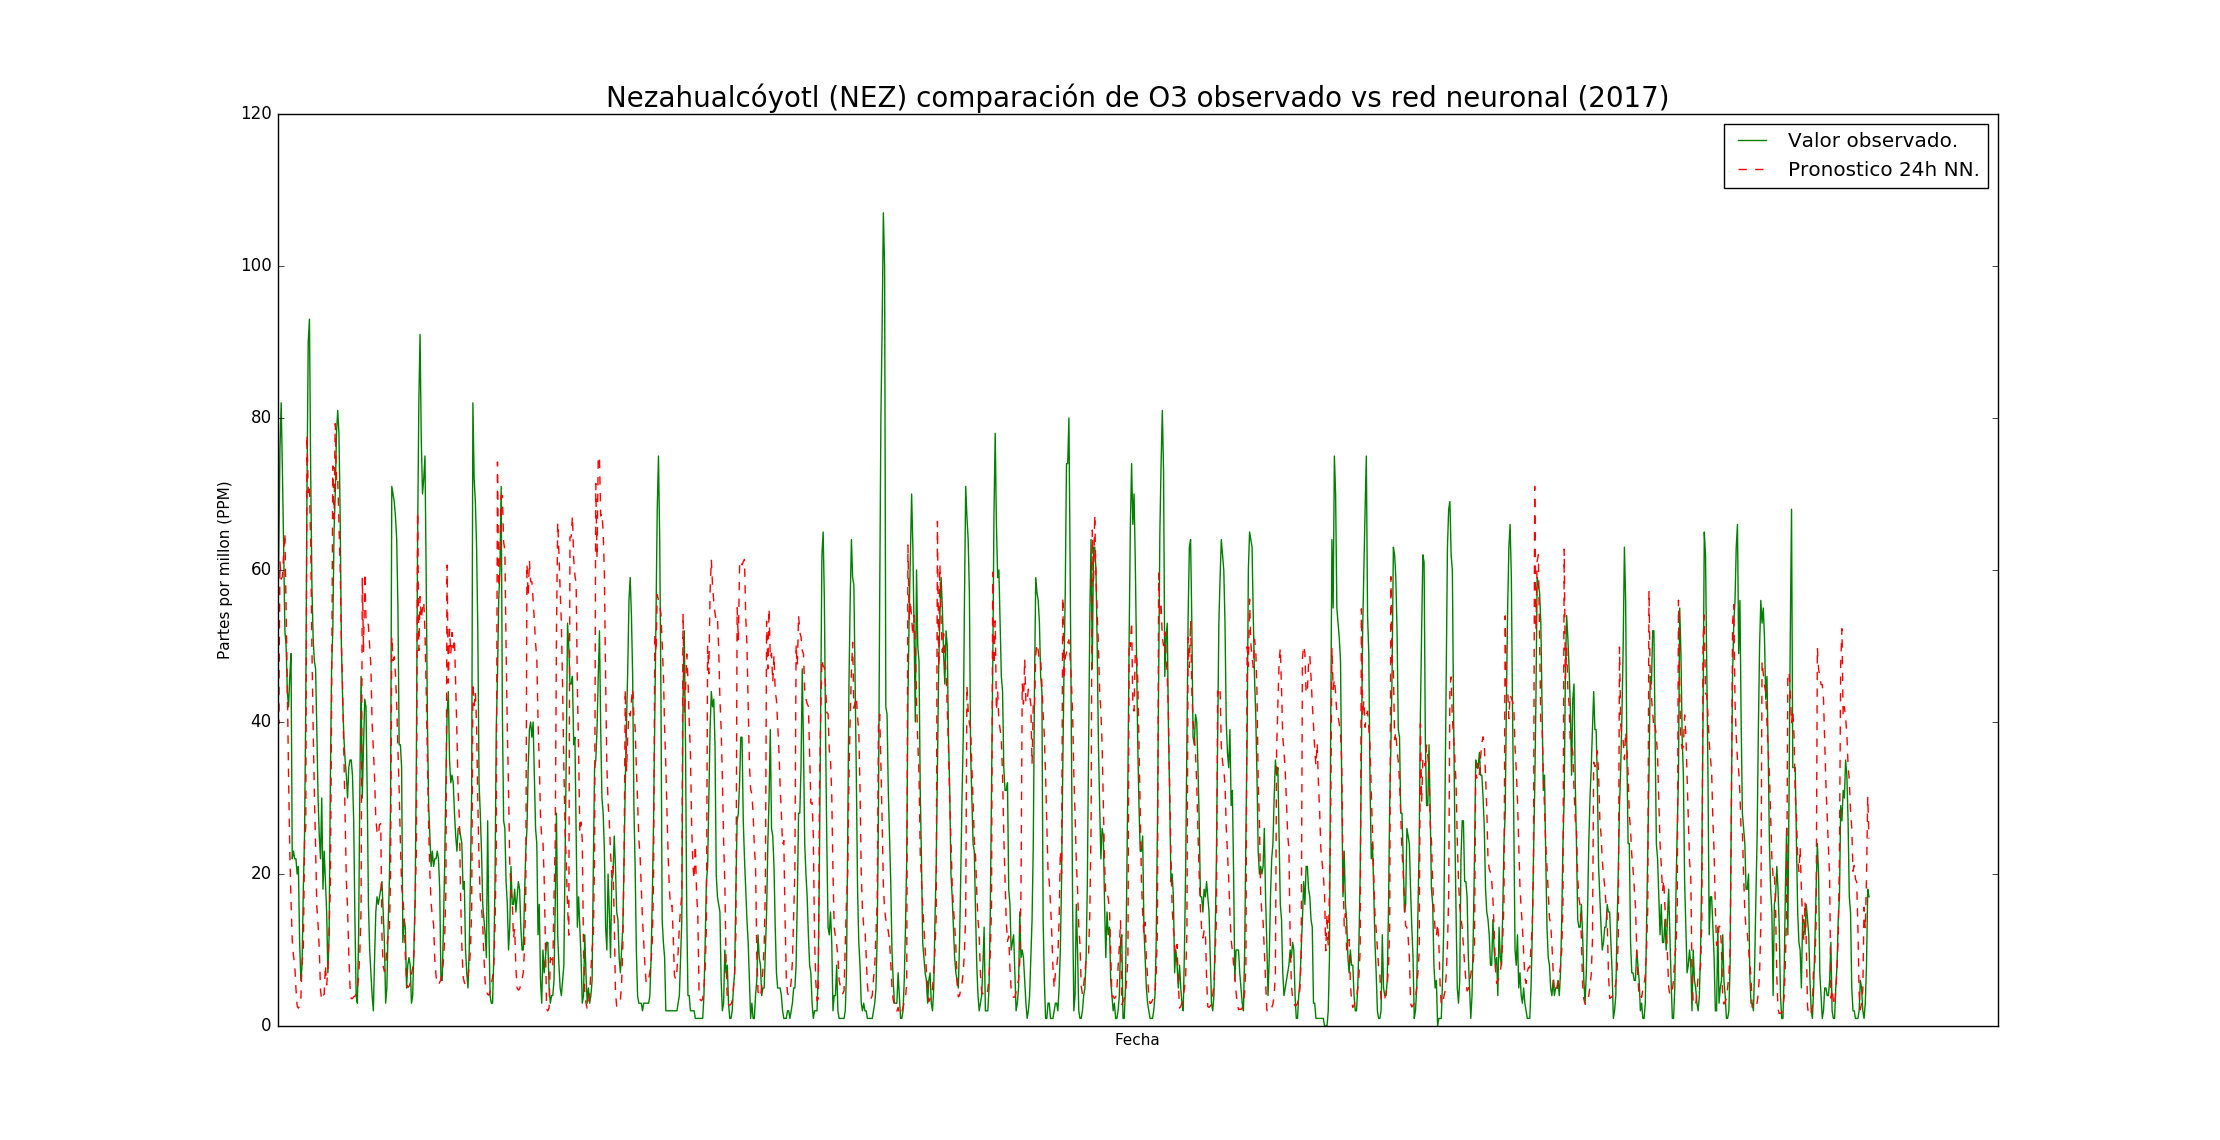 Nezahualcóyotl (NEZ) comparación de O3 observado vs red neuronal (2017)
120
100
80
60
40
20
0
Partes por millon (PPM)
Valor observado.
Pronostico 24h NN.
Fecha